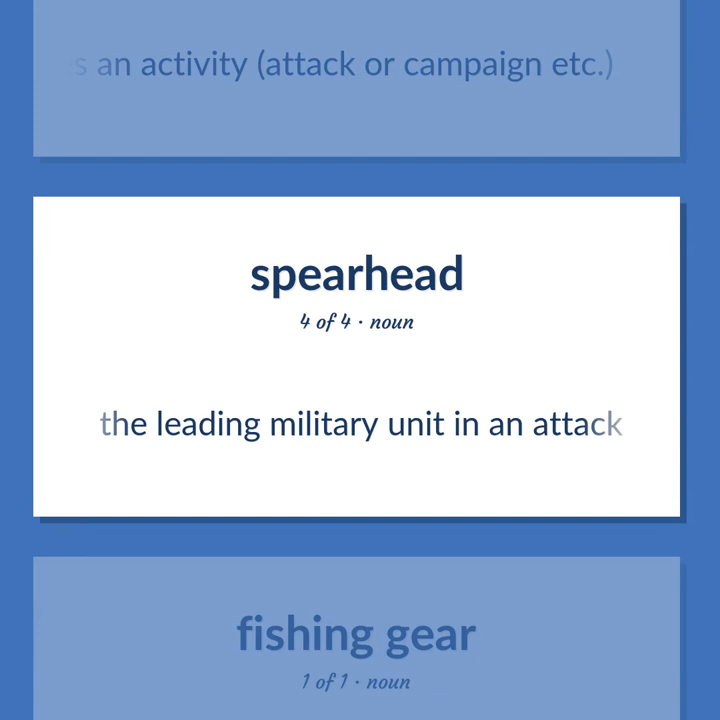 s an activity (attack or campaign etc.)
spearhead
4 of 4 · noun
the leading military unit in an attack
fishing gear
1 of 1 · noun